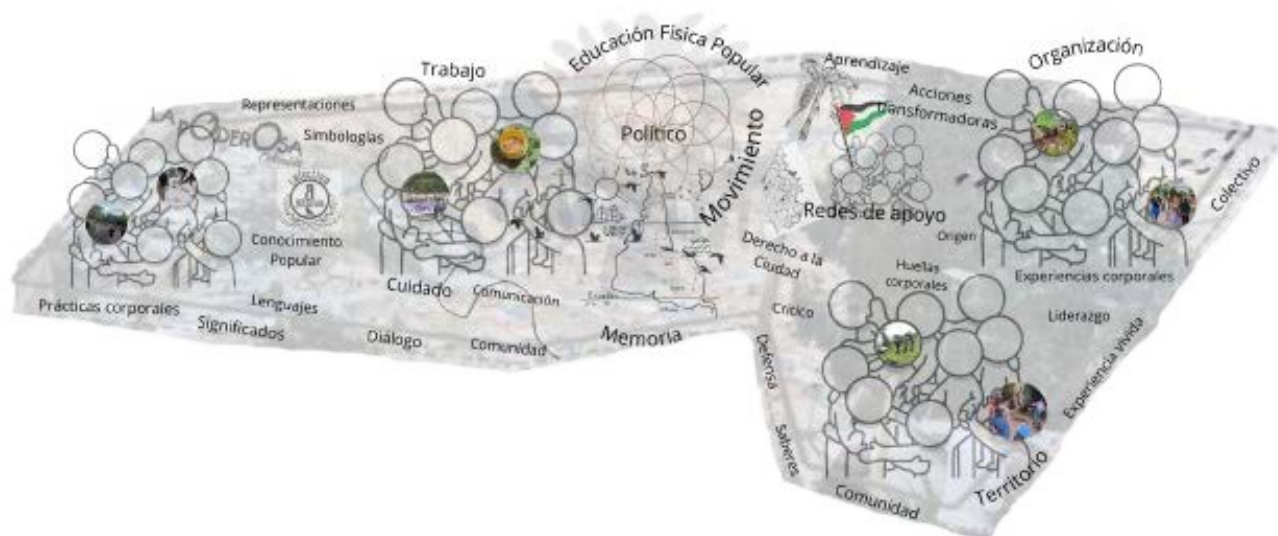 Educación Física Popular
Organización
Trabajo
Aprendizaje
Representaciones
Acciones
Transformadoras
LA PODEROSA
Simbologías
Político
Movimiento
Colectivo
Redes de apoyo
Conocimiento
Popular
Origen
Derecho a la
Ciudad
Huellas
corporales
Experiencias corporales
Cuidado
Comunicación
Prácticas corporales
Lenguajes
Crítico
Liderazgo
Significados
Diálogo
Comunidad
Memoria
Defensa
Experiencia vivida
Saberes
Territorio
Comunidad